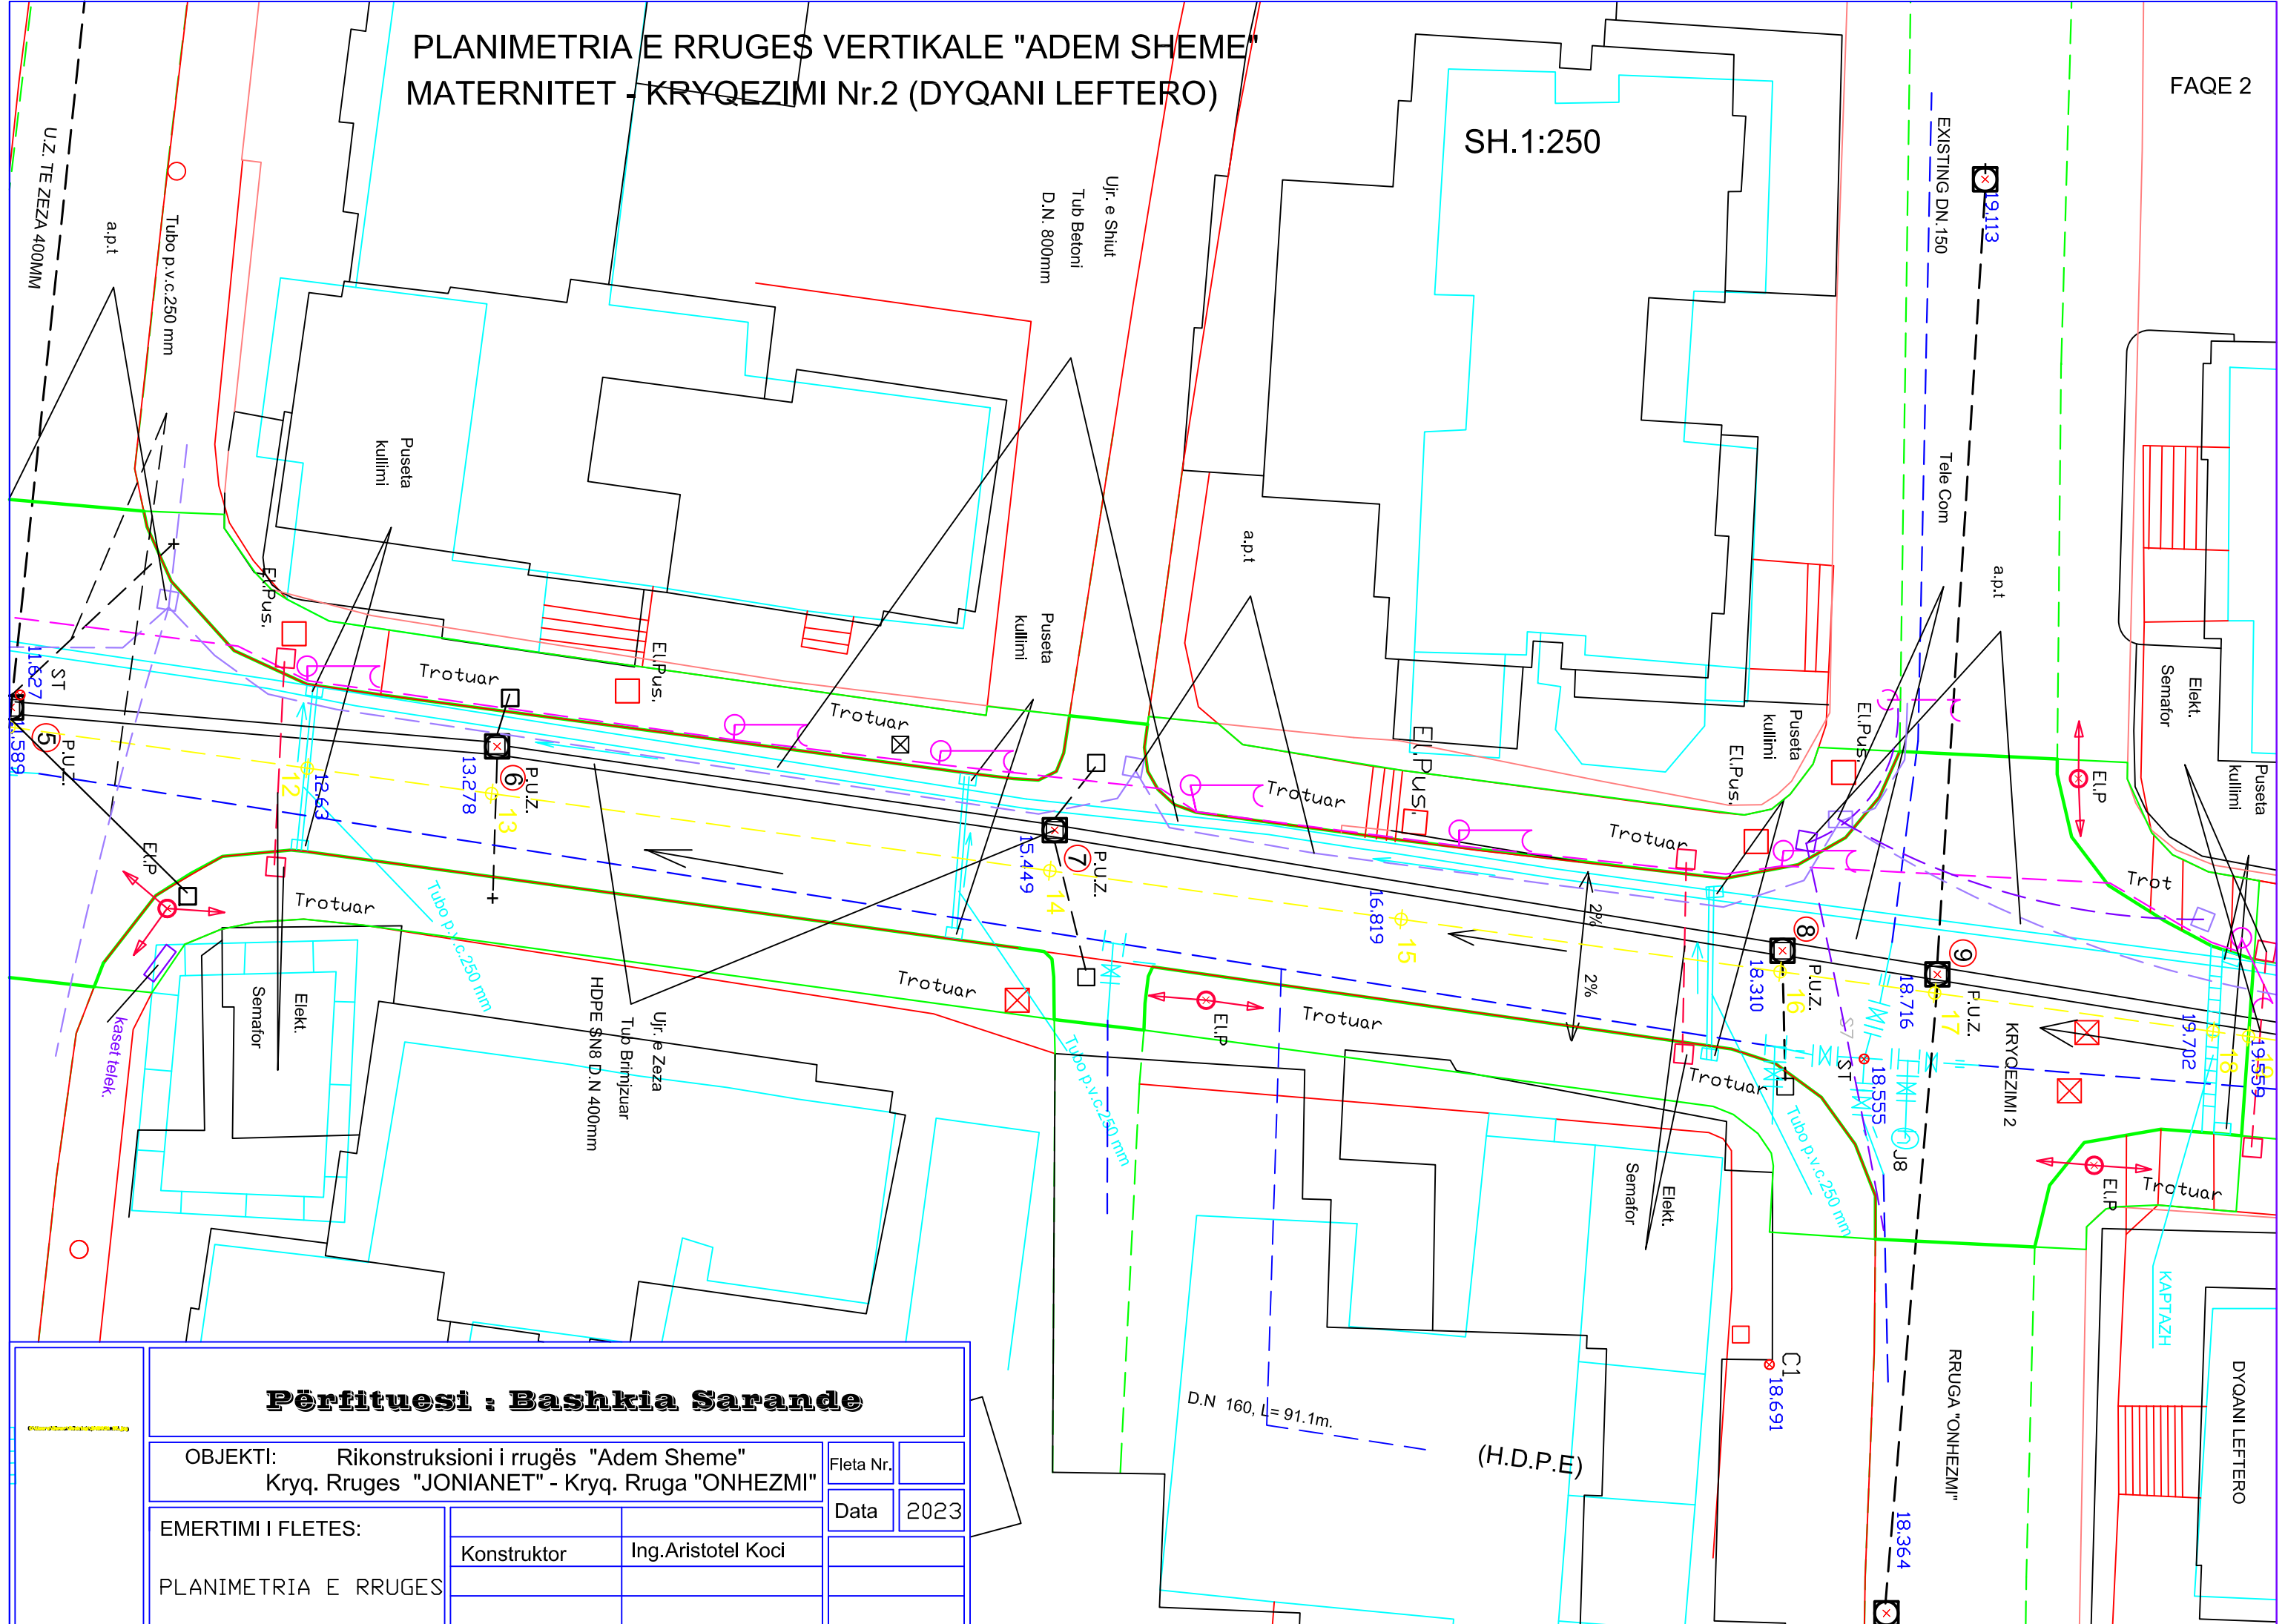 PLANIMETRIA E RRUGES VERTIKALE "ADEM SHEME"
MATERNITET - KRYQEZIMI Nr.2 (DYQANI LEFTERO)
FAQE 2
SH.1:250
U.Z. TE ZEZA 400MM
a.p.t
Tubo p.v.c.250 mm
Ujr. e Shiut
Tub Betoni
D.N. 800mm
EXISTING DN.150
19.113
Tele Com
a.p.t
a.p.t
Puseta
kullimi
Puseta
kullimi
Puseta
kullimi
Puseta
kullimi
Elekt.
Semafor
El.Pus.
El.Pus.
El.Pus.
El.Pus.
El.Pus.
Trotuar
Trotuar
Trotuar
Trotuar
Trot
11.627
ST
5
P.U.Z.
12
12.663
13.278
6
P.U.Z.
13
15.449
7
P.U.Z.
14
16.819
15
2%
2%
18.310
8
P.U.Z.
16
18.716
9
P.U.Z.
17
KRYQEZIMI 2
19.702
18
19.559
El.P
El.P
El.P
El.P
Trotuar
Trotuar
Trotuar
Trotuar
Trotuar
Tubo p.v.c.250 mm
Tubo p.v.c.250 mm
Tubo p.v.c.250 mm
S7
ST
18.555
J8
kaset telek.
Elekt.
Semafor
Ujr. e Zeza
Tub Brimjzuar
HDPE SN8 D.N 400mm
Elekt.
Semafor
KAPTAZH
DYQANI LEFTERO
RRUGA "ONHEZMI"
C1
18.691
18.364
D.N 160, L= 91.1m.
(H.D.P.E)
Përfituesi : Bashkia Sarande
OBJEKTI: Rikonstruksioni i rrugës "Adem Sheme"
Kryq. Rruges "JONIANET" - Kryq. Rruga "ONHEZMI"
Fleta Nr.
Data 2023
EMERTIMI I FLETES:
PLANIMETRIA E RRUGES
Konstruktor Ing.Aristotel Koci